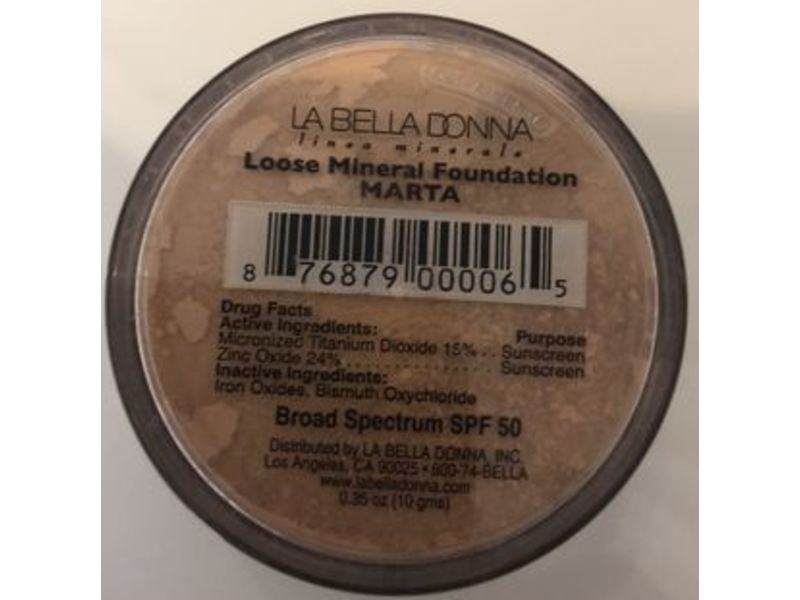 LA BELLA DONNA
linea minerale
Loose Mineral Foundation
MARTA
8 76879 00006 5
Drug Facts
Active Ingredients: Purpose
Micronized Titanium Dioxide 15% . . Sunscreen
Zinc Oxide 24% . . . . . . . . . . . . . . . . . . . Sunscreen
Inactive Ingredients:
Iron Oxides, Bismuth Oxychloride
Broad Spectrum SPF 50
Distributed by LA BELLA DONNA, INC.
Los Angeles, CA 90025 • 800-74-BELLA
www.labelladonna.com
0.35 oz (10 gms)